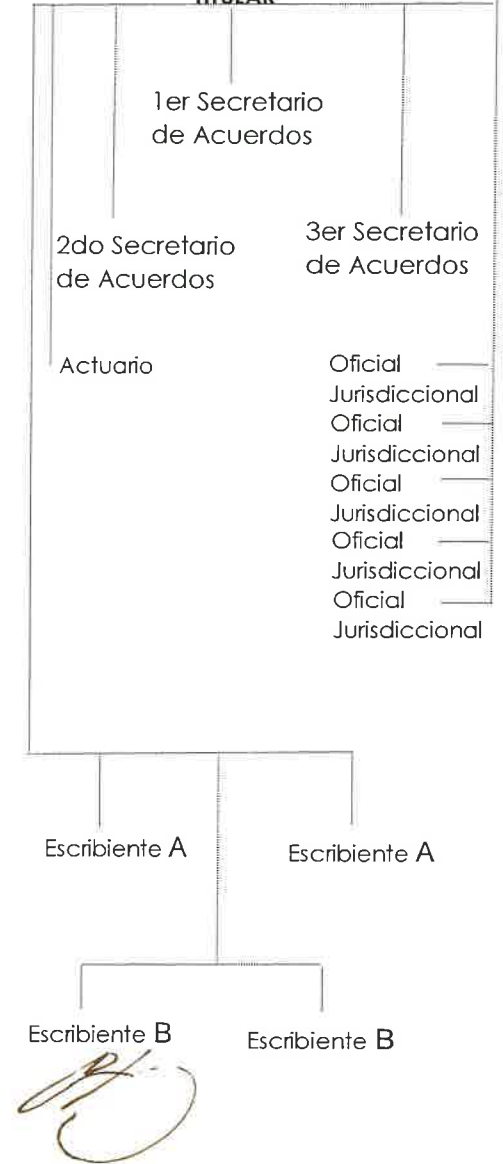 TITULAR
1er Secretario
de Acuerdos
2do Secretario
de Acuerdos
3er Secretario
de Acuerdos
Actuario
Oficial
Jurisdiccional
Oficial
Jurisdiccional
Oficial
Jurisdiccional
Oficial
Jurisdiccional
Oficial
Jurisdiccional
Escribiente A
Escribiente A
Escribiente B
Escribiente B